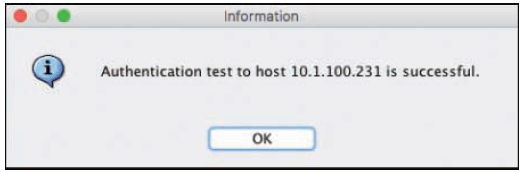 Information
Authentication test to host 10.1.100.231 is successful.
OK